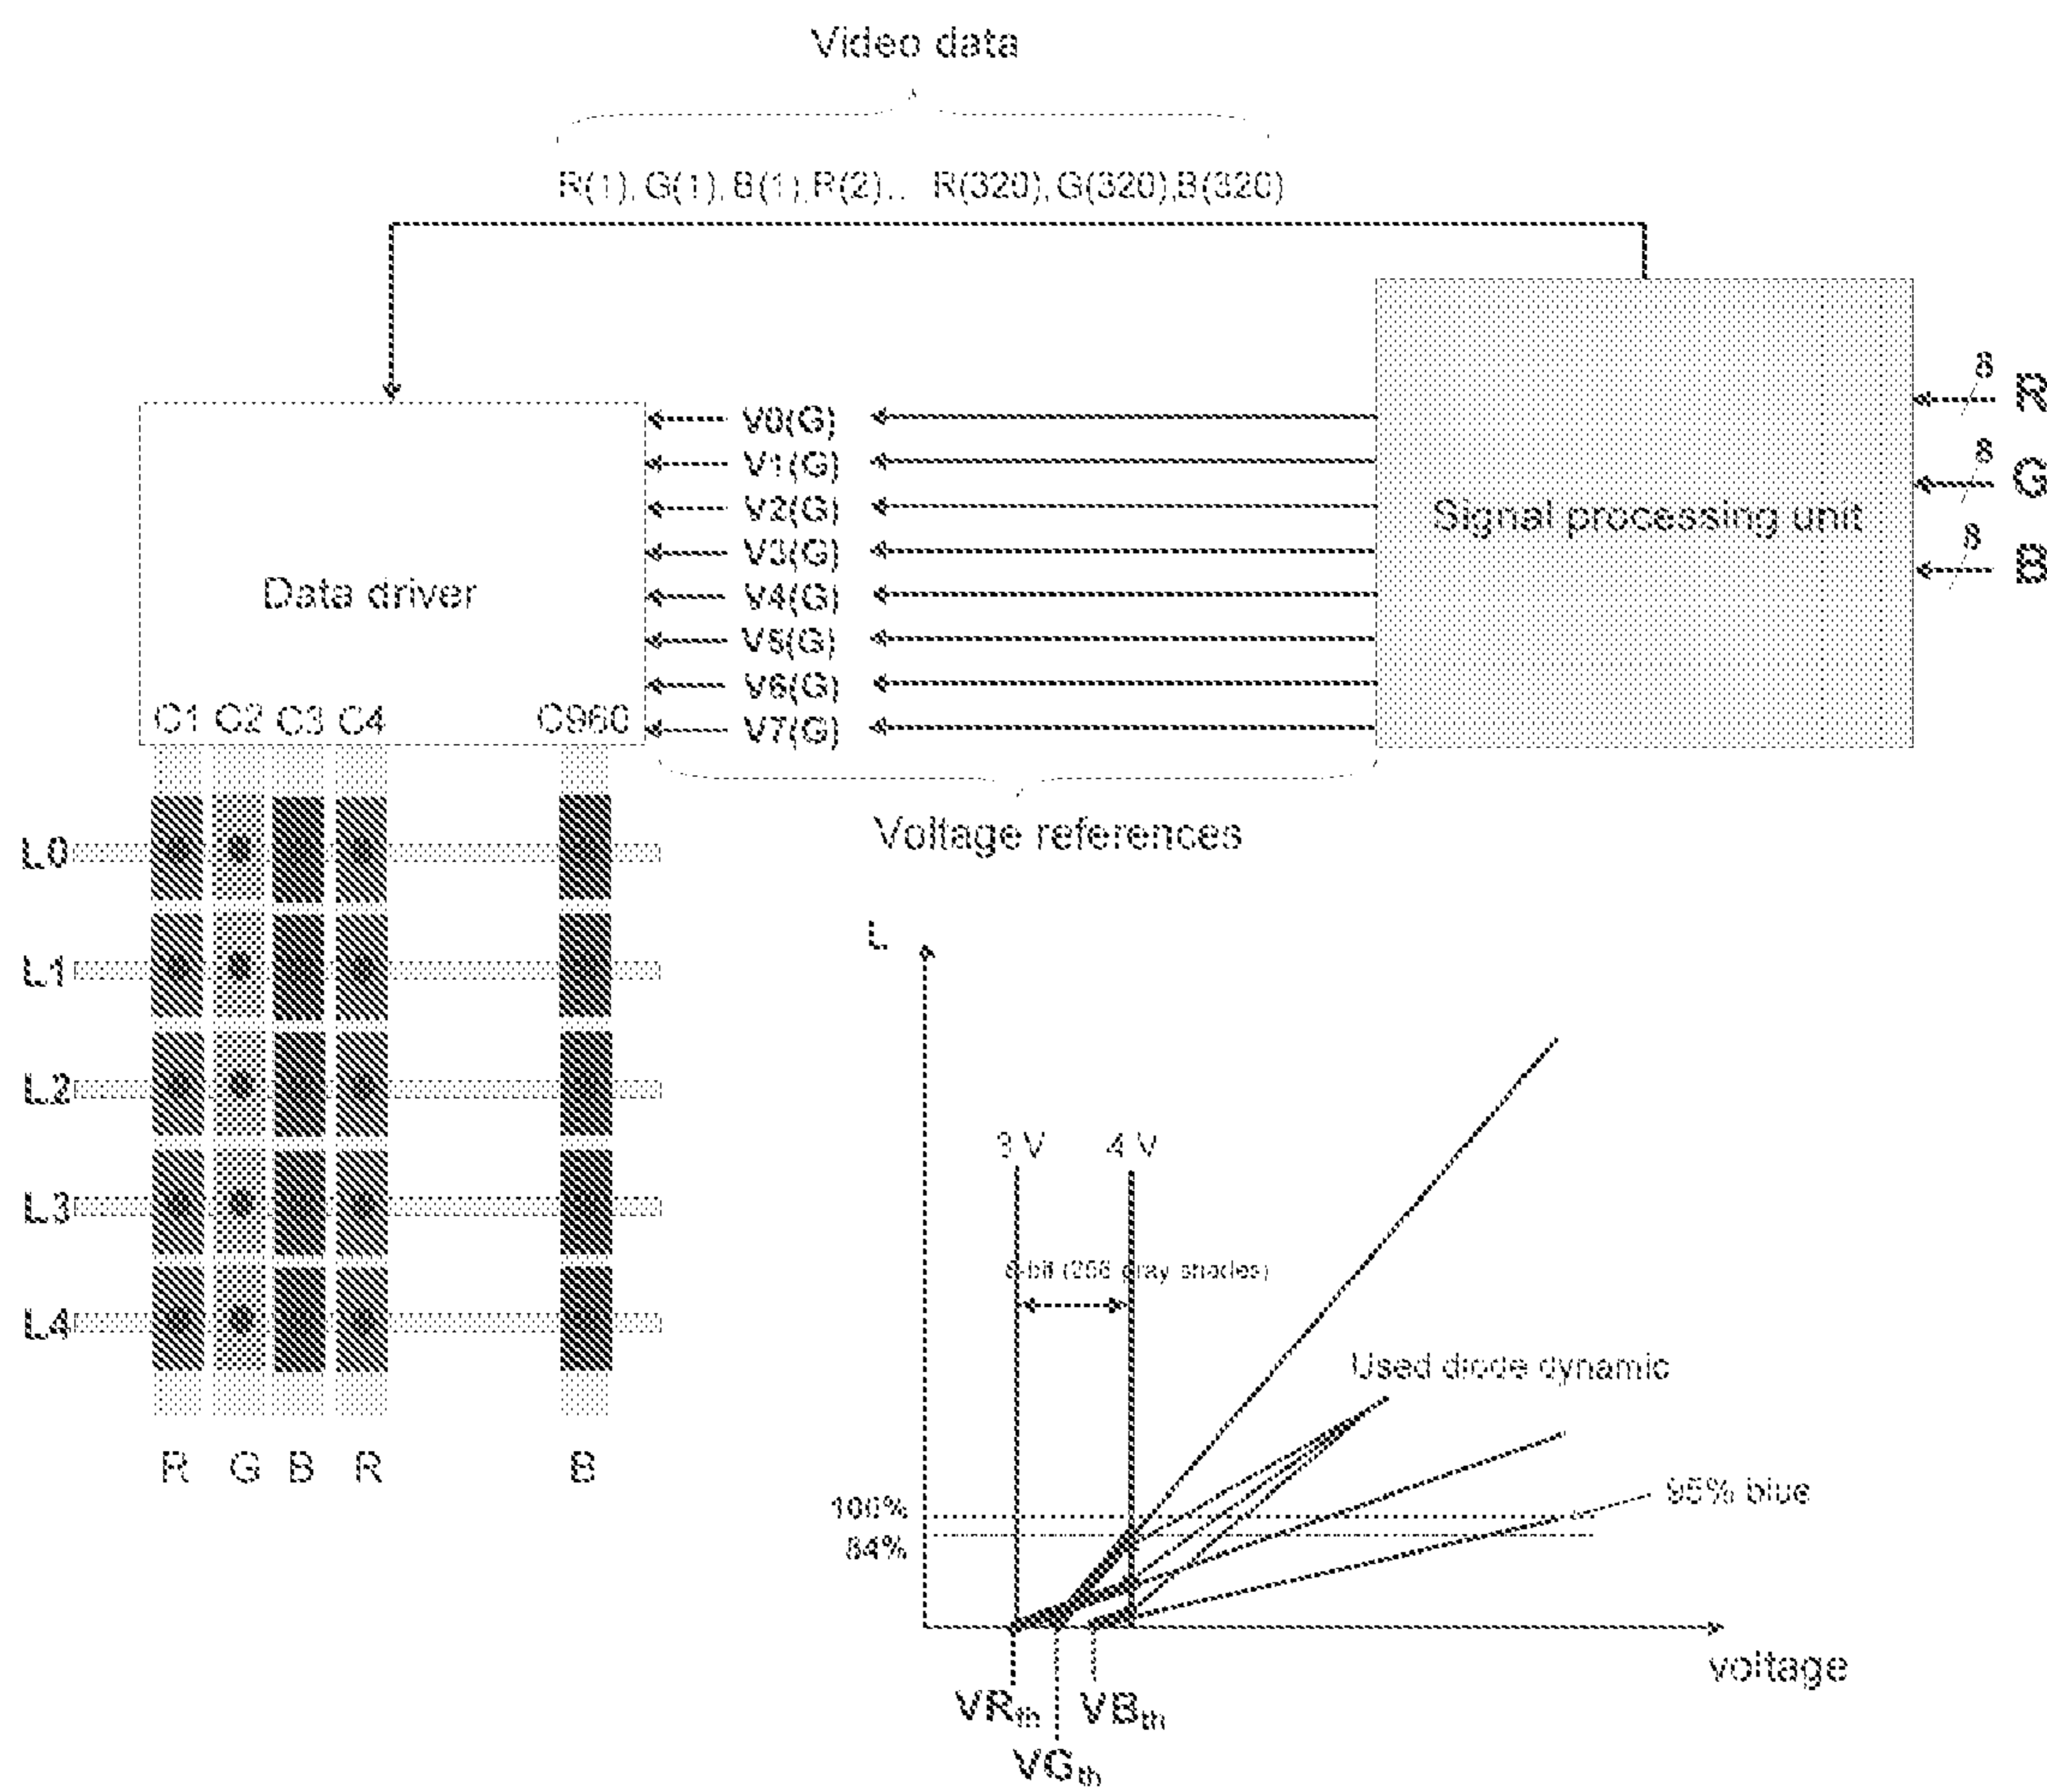 Video data
R(1), G(1), B(1), R(2)... R(320), G(320), B(320)
8
R
8
G
8
B
Signal processing unit
V0(G)
V1(G)
V2(G)
V3(G)
V4(G)
V5(G)
V6(G)
V7(G)
Data driver
C1 C2 C3 C4 C960
Voltage references
L0
L1
L2
L3
L4
R G B R B
L
3 V 4 V
8-bit (256 gray shades)
Used diode dynamic
95% blue
100%
84%
voltage
VRth VBth
VGth